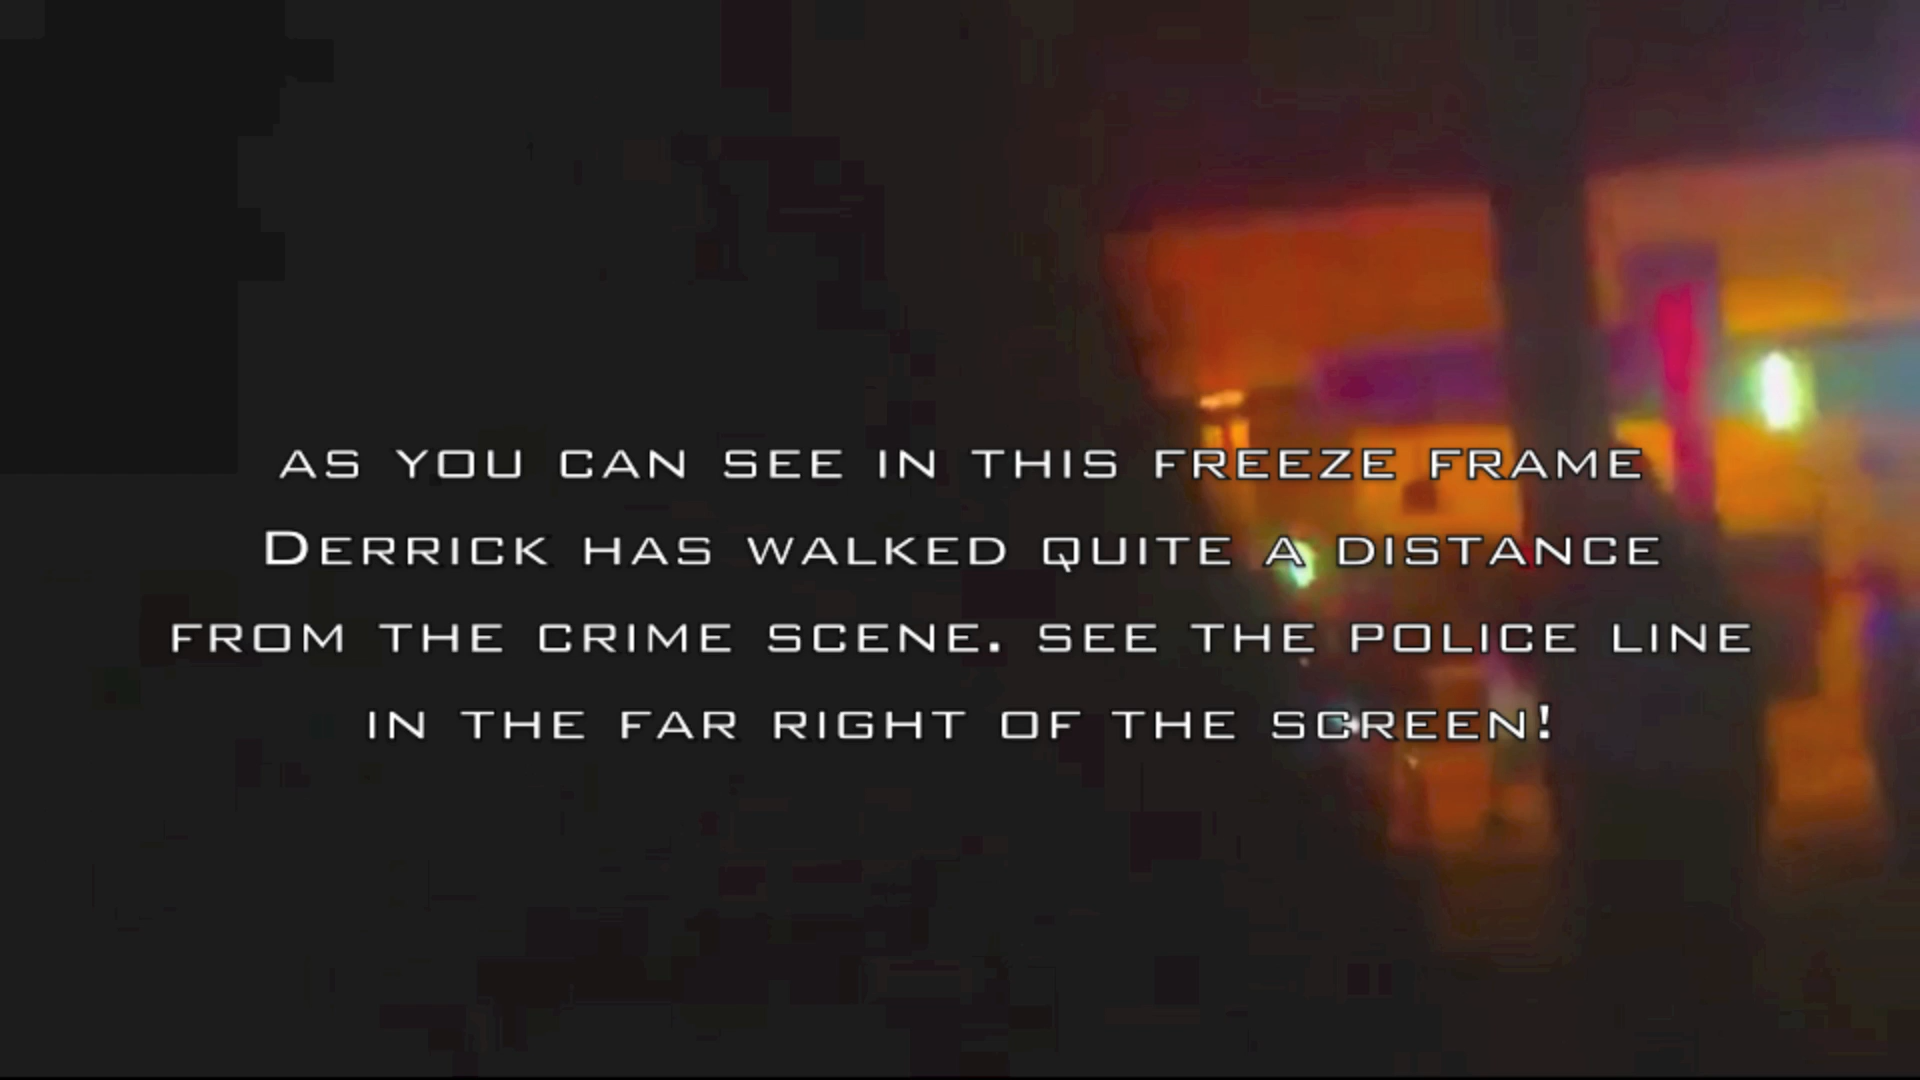 AS YOU CAN SEE IN THIS FREEZE FRAME
DERRICK HAS WALKED QUITE A DISTANCE
FROM THE CRIME SCENE. SEE THE POLICE LINE
IN THE FAR RIGHT OF THE SCREEN!